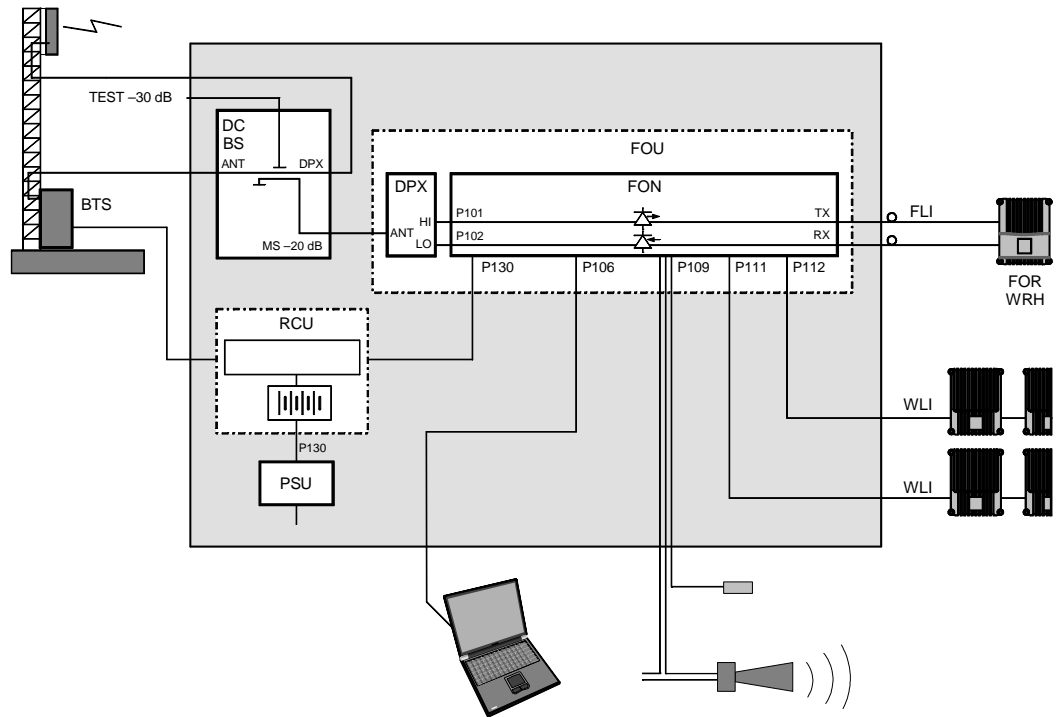 TEST –30 dB
DC
BS
ANT
DPX
MS –20 dB
BTS
FOU
DPX
HI
ANT
LO
FON
P101
TX
P102
RX
FLI
P130
P106
P109
P111
P112
FOR
WRH
RCU
P130
PSU
WLI
WLI